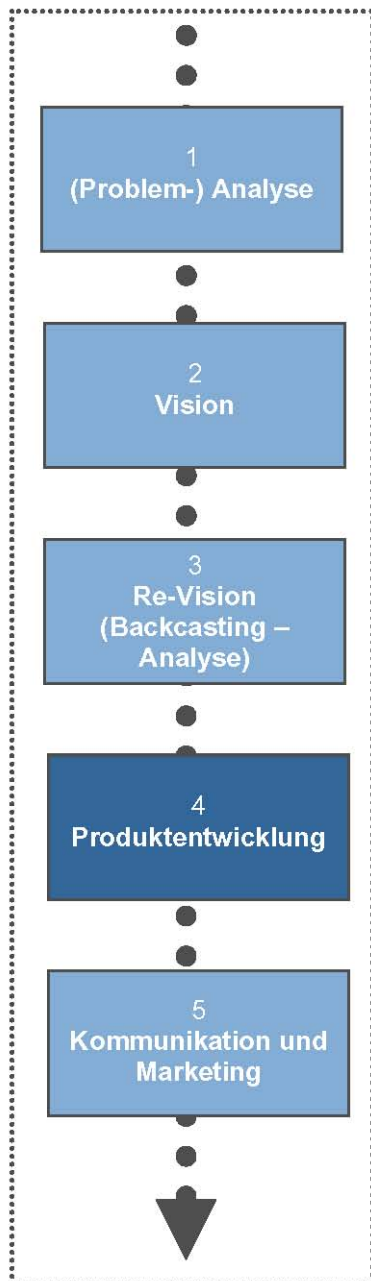 1
(Problem-) Analyse
2
Vision
3
Re-Vision
(Backcasting –
Analyse)
4
Produktentwicklung
5
Kommunikation und
Marketing